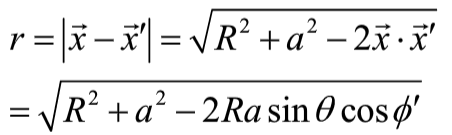 r = |x⃗ − x⃗′| = √(R² + a² − 2x⃗ · x⃗′)
= √(R² + a² − 2Ra sin θ cos ϕ′)